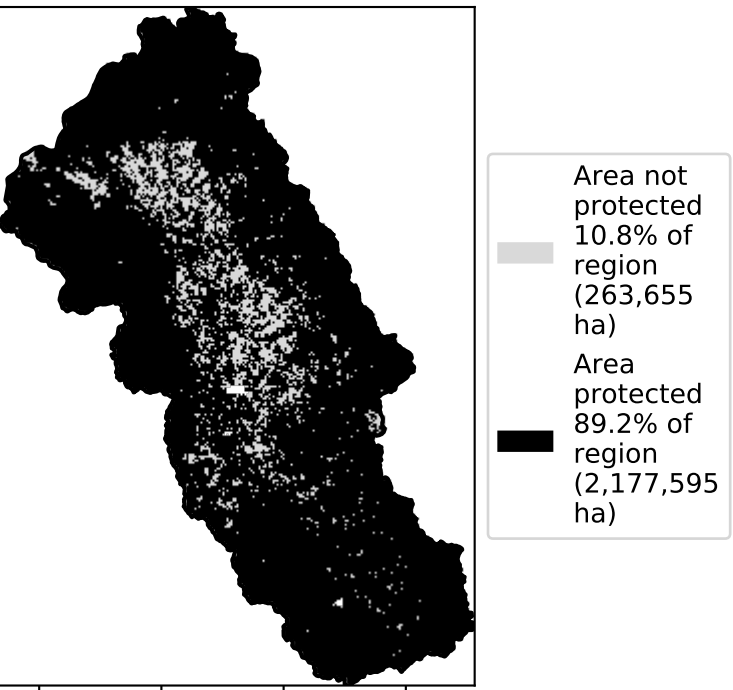 Area not
protected
10.8% of
region
(263,655
ha)
Area
protected
89.2% of
region
(2,177,595
ha)